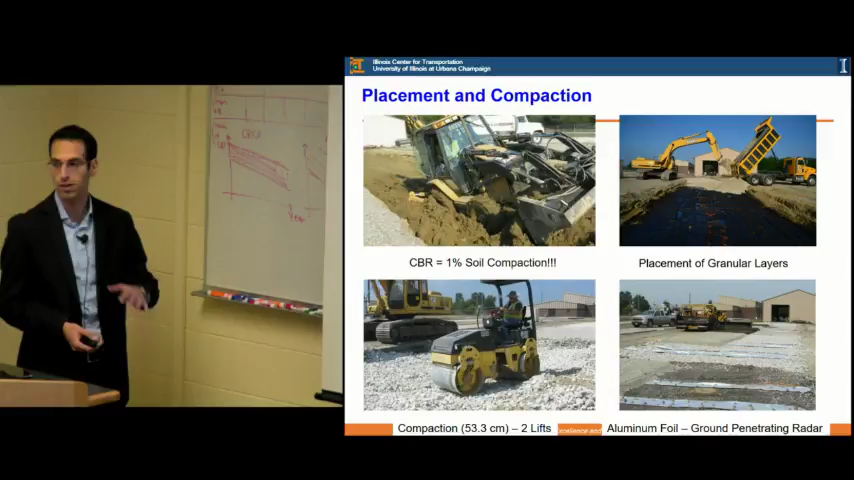 Illinois Center for Transportation
University of Illinois at Urbana Champaign
Placement and Compaction
CBR = 1% Soil Compaction!!!
Placement of Granular Layers
Compaction (53.3 cm) – 2 Lifts
Aluminum Foil – Ground Penetrating Radar